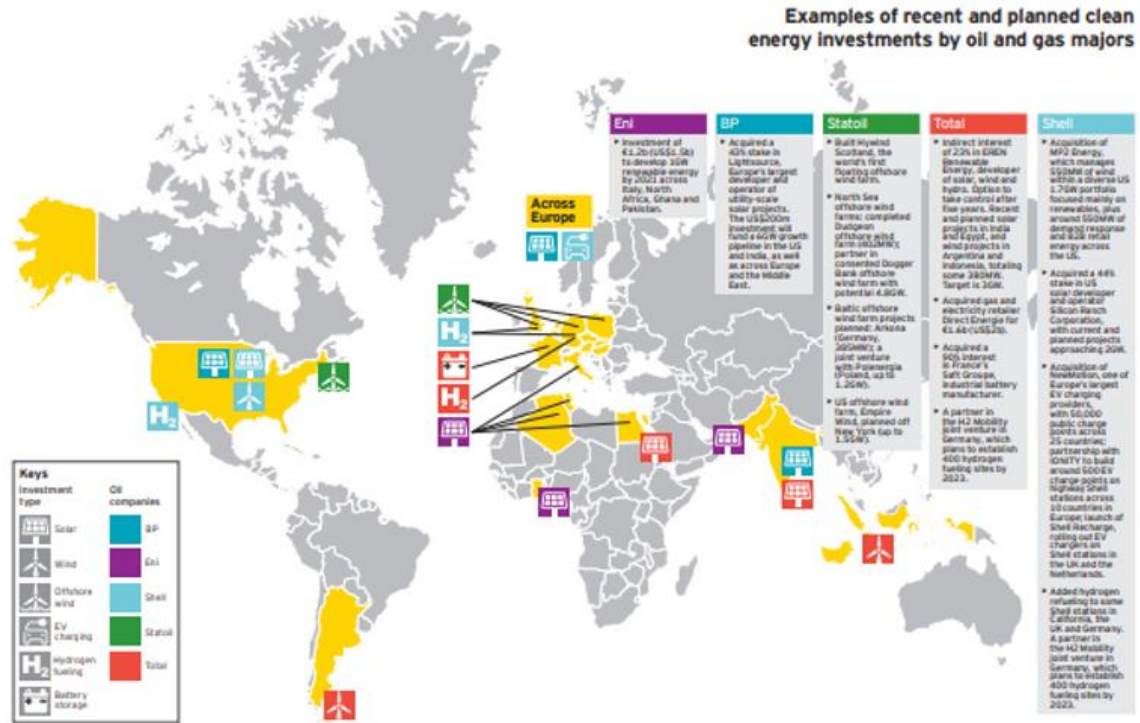 Examples of recent and planned clean
energy investments by oil and gas majors
Eni
▸ Investment of
€1.2b (US$1.5b)
to develop 1GW
renewable energy
by 2021 across
Italy, North
Africa, Ghana and
Pakistan.
BP
▸ Acquired a
43% stake in
Lightsource,
Europe's largest
developer and
operator of
utility-scale
solar projects.
The US$200m
investment will
fund a 6GW growth
pipeline in the US
and India, as well
as across Europe
and the Middle
East.
Statoil
▸ Built Hywind
Scotland, the
world's first
floating offshore
wind farm.
▸ North Sea
offshore wind
farms: completed
Dudgeon
offshore wind
farm (402MW);
partner in
consented Dogger
Bank offshore
wind farm with
potential 4.8GW.
▸ Baltic offshore
wind farm projects
planned: Arkona
(Germany,
385MW); a
joint venture
with Polenergia
(Poland, up to
1.2GW).
▸ US offshore wind
farm, Empire
Wind, planned off
New York (up to
1.5GW).
Total
▸ Indirect interest
of 23% in EREN
Renewable
Energy, developer
of solar, wind and
hydro. Option to
take control after
five years. Recent
and planned solar
projects in India
and Egypt, and
wind projects in
Argentina and
Indonesia, totaling
some 380MW.
Target is 3GW.
▸ Acquired gas and
electricity retailer
Direct Energie for
€1.6b (US$2b).
▸ Acquired a
90% interest
in France's
Saft Groupe,
industrial battery
manufacturer.
▸ A partner in
the H2 Mobility
joint venture in
Germany, which
plans to establish
400 hydrogen
fueling sites by
2023.
Shell
▸ Acquisition of
MP2 Energy,
which manages
550MW of wind
within a diverse US
1.7GW portfolio
focused mainly on
renewables, plus
around 550MW of
demand response
and B2B retail
energy across
the US.
▸ Acquired a 44%
stake in US
solar developer
and operator
Silicon Ranch
Corporation,
with current and
planned projects
approaching 2GW.
▸ Acquisition of
NewMotion, one of
Europe's largest
EV charging
providers,
with 50,000
public charge
points across
25 countries;
partnership with
IONITY to build
around 500 EV
charge points on
highway Shell
stations across
10 countries in
Europe; launch of
Shell Recharge,
rolling out EV
chargers on
Shell stations in
the UK and the
Netherlands.
▸ Added hydrogen
refueling to some
Shell stations in
California, the
UK and Germany.
A partner in
the H2 Mobility
joint venture in
Germany, which
plans to establish
400 hydrogen
fueling sites by
2023.
Across
Europe
H2
H2
H2
Keys
Investment
type
Solar
Wind
Offshore
wind
EV
charging
H2
Hydrogen
fueling
Battery
storage
Oil
companies
BP
Eni
Shell
Statoil
Total